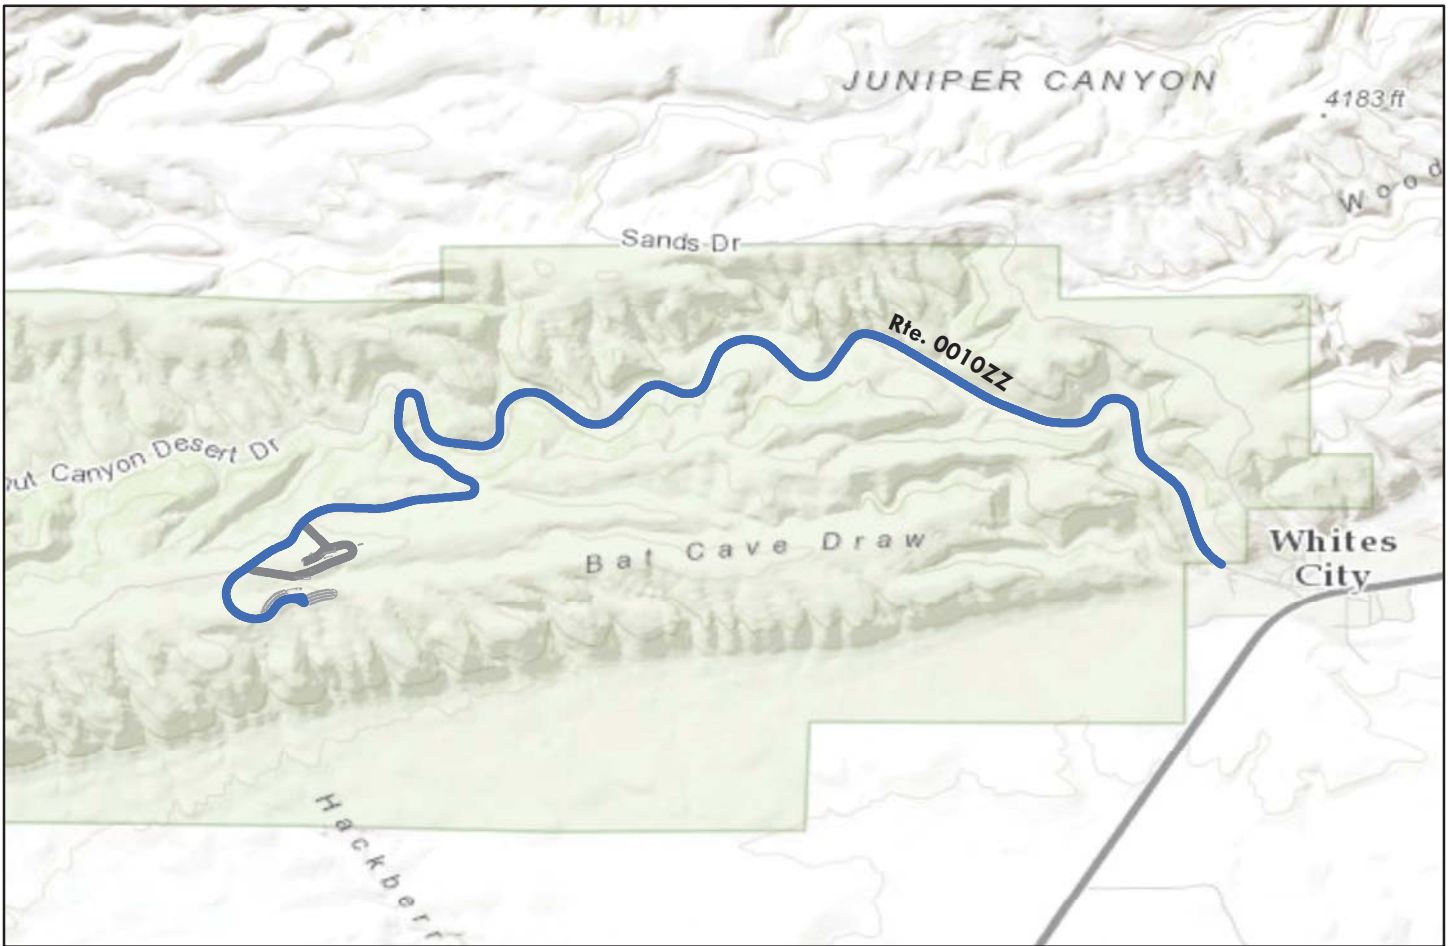 JUNIPER CANYON
4183 ft
Wood
Sands Dr
Rte. 0010ZZ
Canyon Desert Dr
Bat Cave Draw
Whites
City
Hackberr